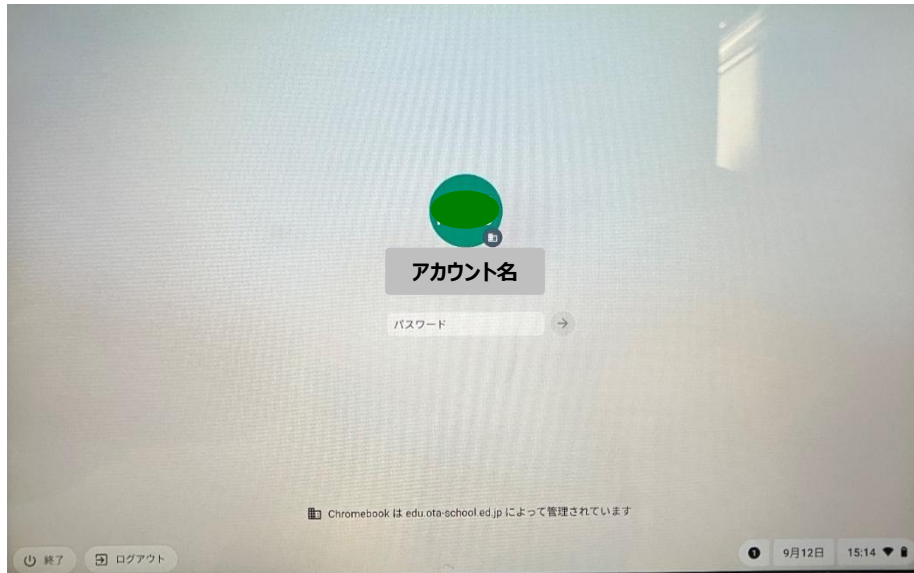 アカウント名
パスワード
Chromebook は edu.ota-school.ed.jp によって管理されています
終了
ログアウト
1
9月12日
15:14